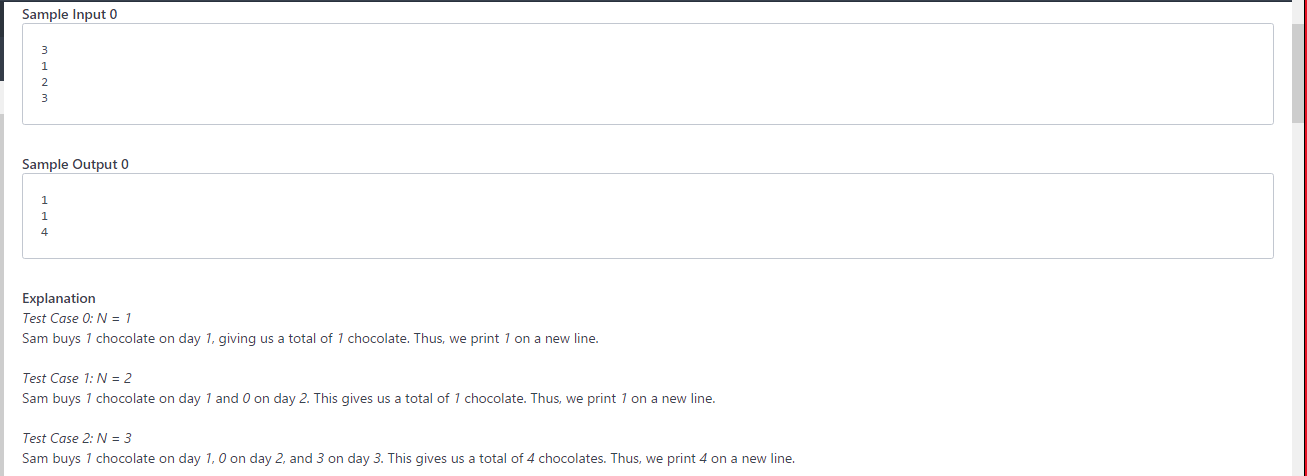 Sample Input 0
3
1
2
3
Sample Output 0
1
1
4
Explanation
Test Case 0: N = 1
Sam buys 1 chocolate on day 1, giving us a total of 1 chocolate. Thus, we print 1 on a new line.
Test Case 1: N = 2
Sam buys 1 chocolate on day 1 and 0 on day 2. This gives us a total of 1 chocolate. Thus, we print 1 on a new line.
Test Case 2: N = 3
Sam buys 1 chocolate on day 1, 0 on day 2, and 3 on day 3. This gives us a total of 4 chocolates. Thus, we print 4 on a new line.